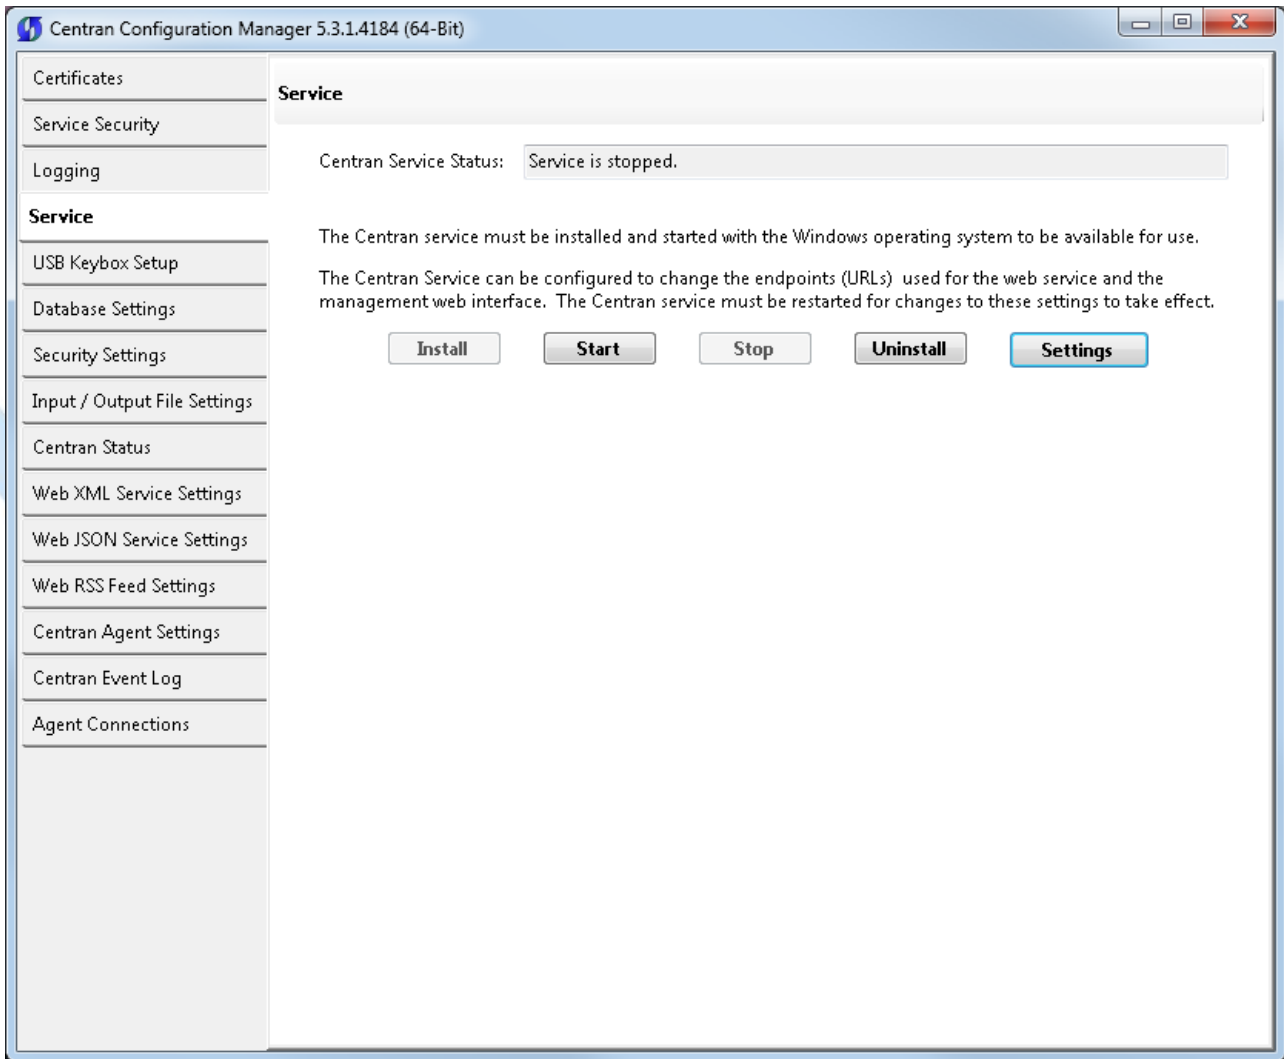 Centran Configuration Manager 5.3.1.4184 (64-Bit)
Certificates
Service Security
Logging
Service
USB Keybox Setup
Database Settings
Security Settings
Input / Output File Settings
Centran Status
Web XML Service Settings
Web JSON Service Settings
Web RSS Feed Settings
Centran Agent Settings
Centran Event Log
Agent Connections
Service
Centran Service Status: Service is stopped.
The Centran service must be installed and started with the Windows operating system to be available for use.
The Centran Service can be configured to change the endpoints (URLs) used for the web service and the
management web interface. The Centran service must be restarted for changes to these settings to take effect.
Install Start Stop Uninstall Settings